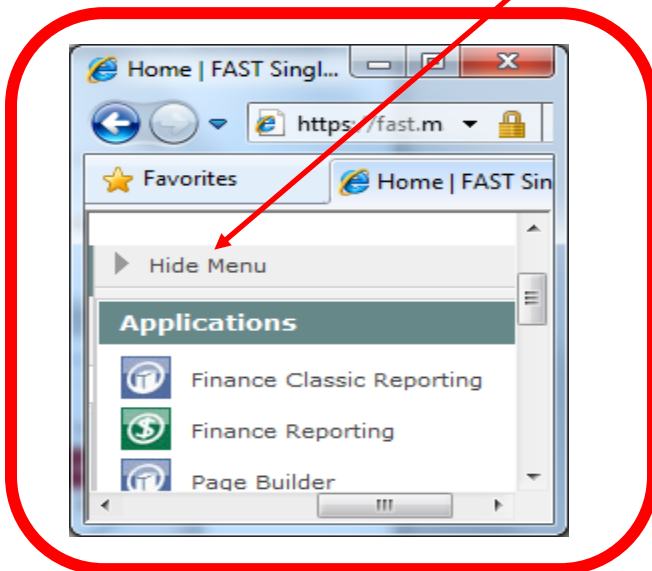 Home | FAST Singl...
https://fast.m
Favorites
Home | FAST Sin
Hide Menu
Applications
Finance Classic Reporting
Finance Reporting
Page Builder